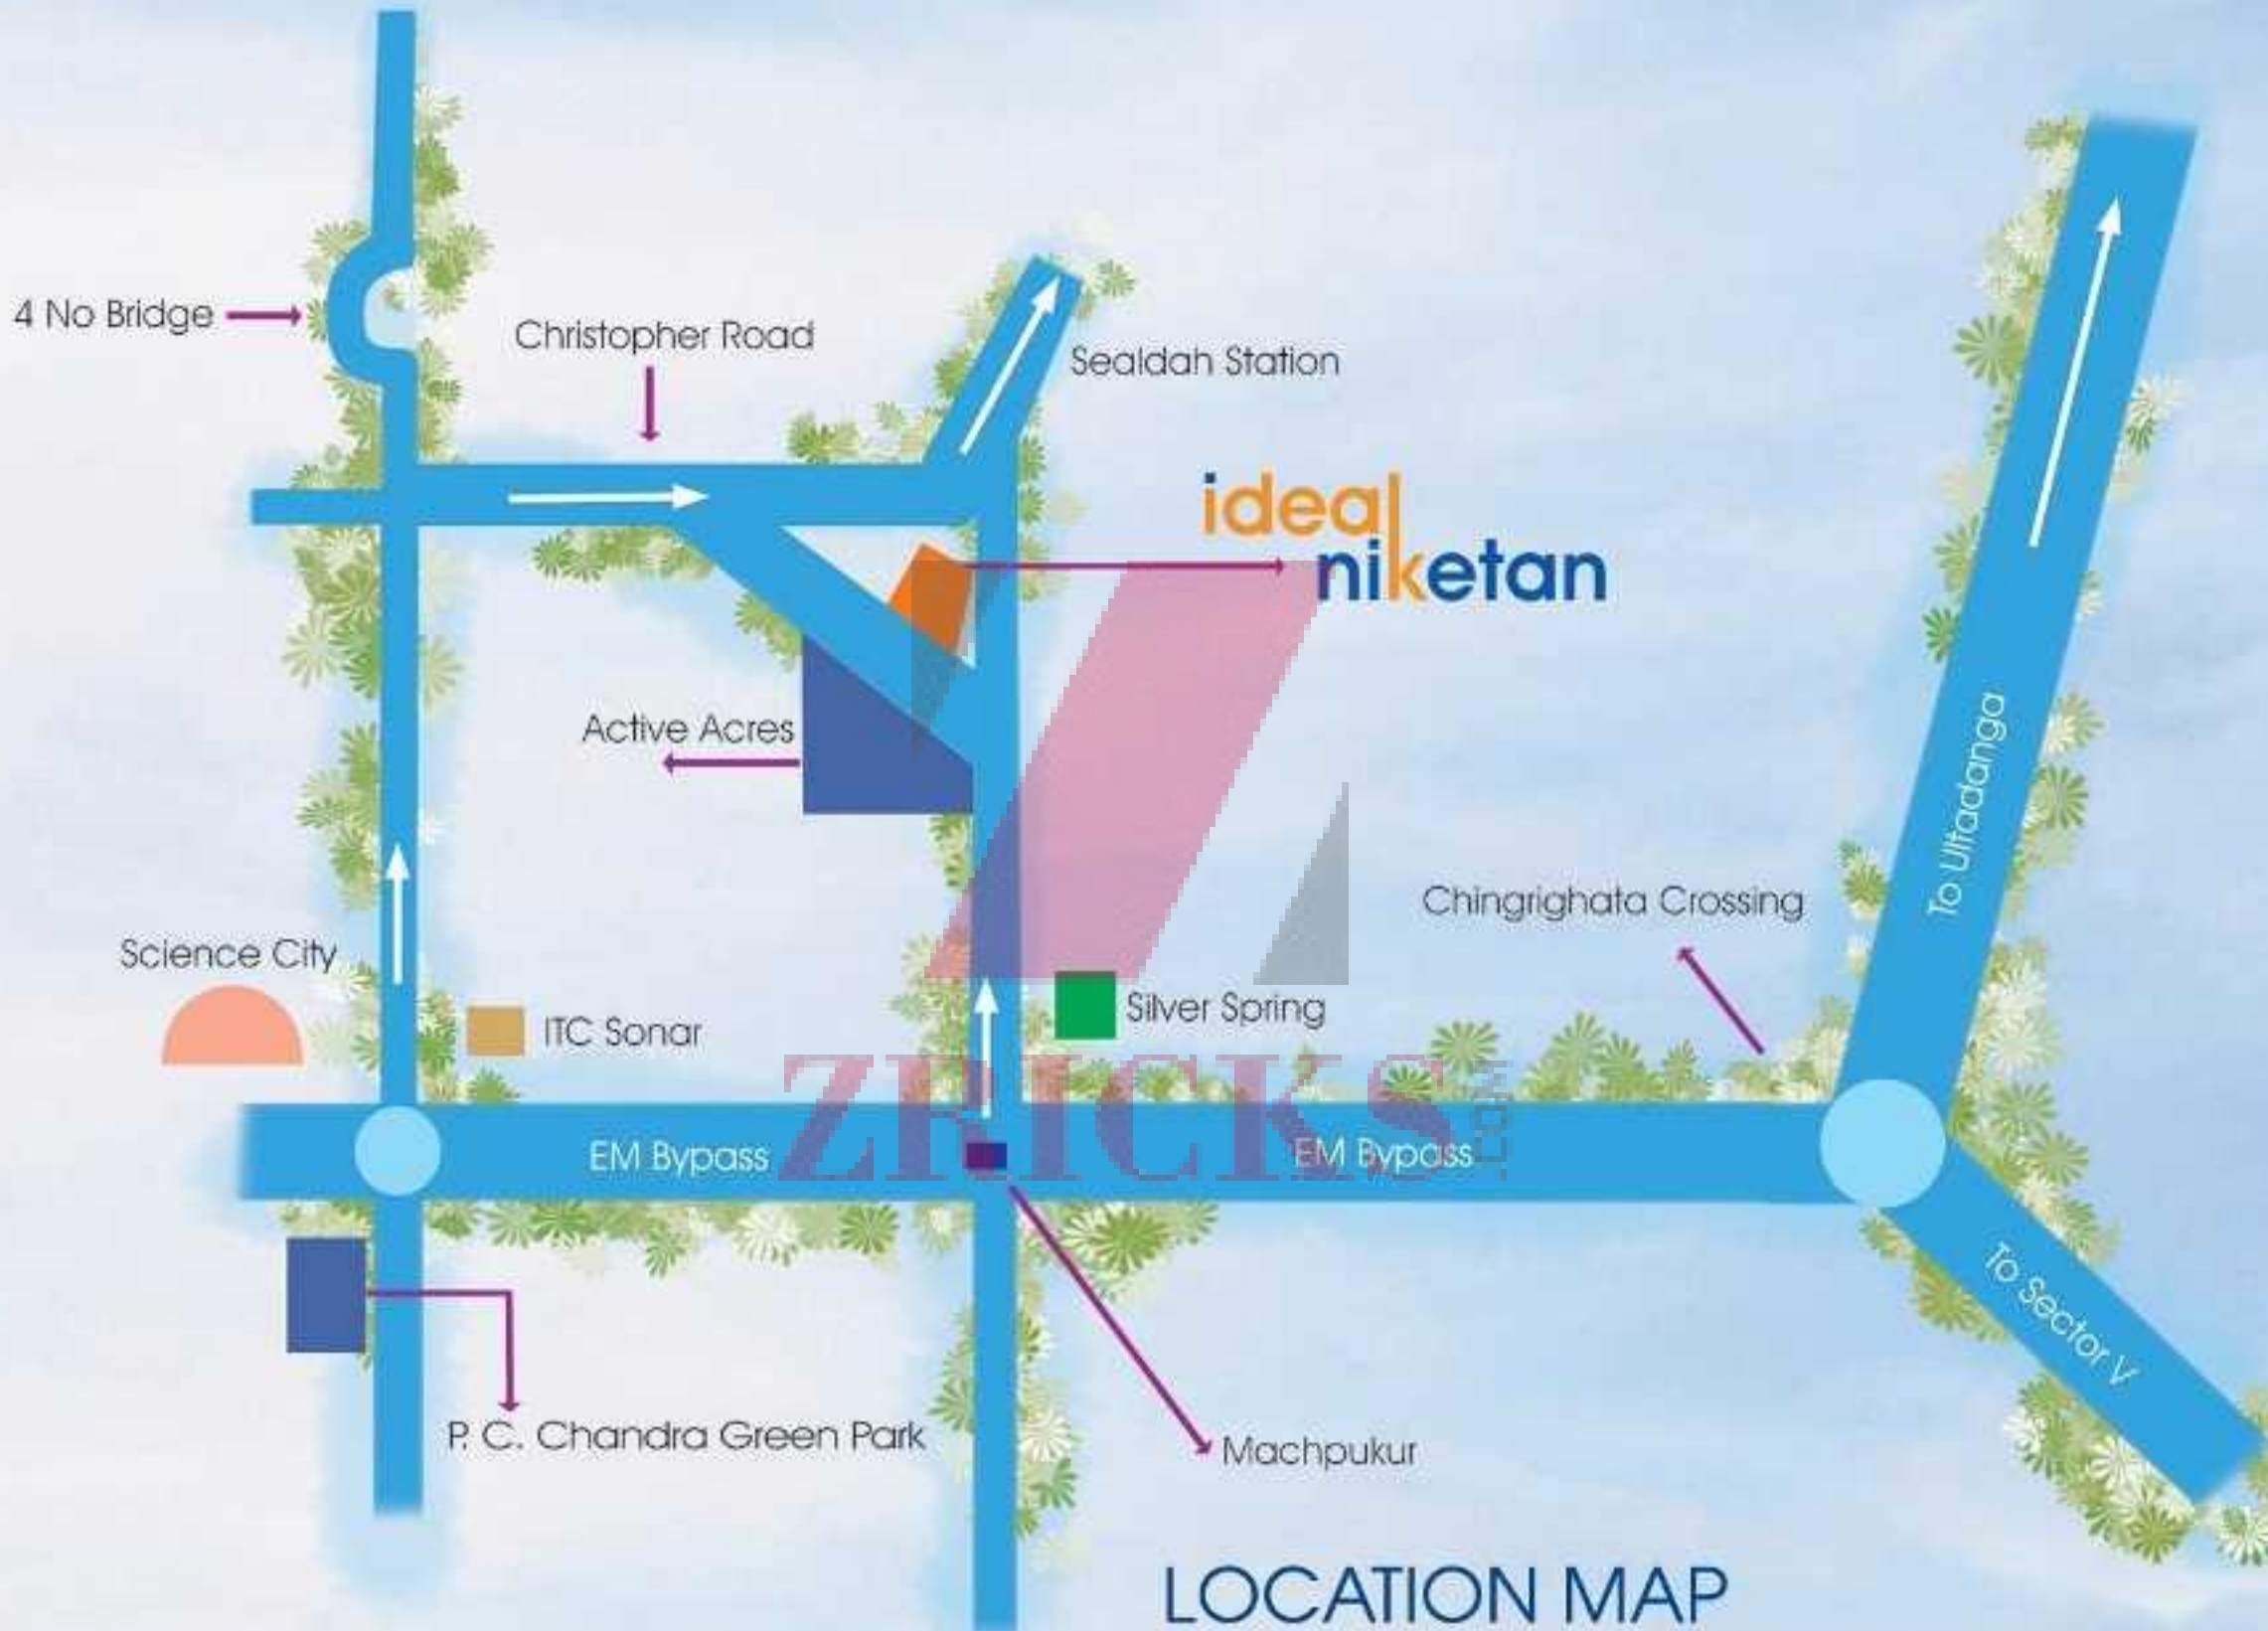 4 No Bridge
Christopher Road
Sealdah Station
ideal
niketan
Active Acres
To Ultadanga
Chingrighata Crossing
Science City
ITC Sonar
Silver Spring
ZRICKS
.COM
EM Bypass
EM Bypass
To Sector V
P. C. Chandra Green Park
Machpukur
LOCATION MAP